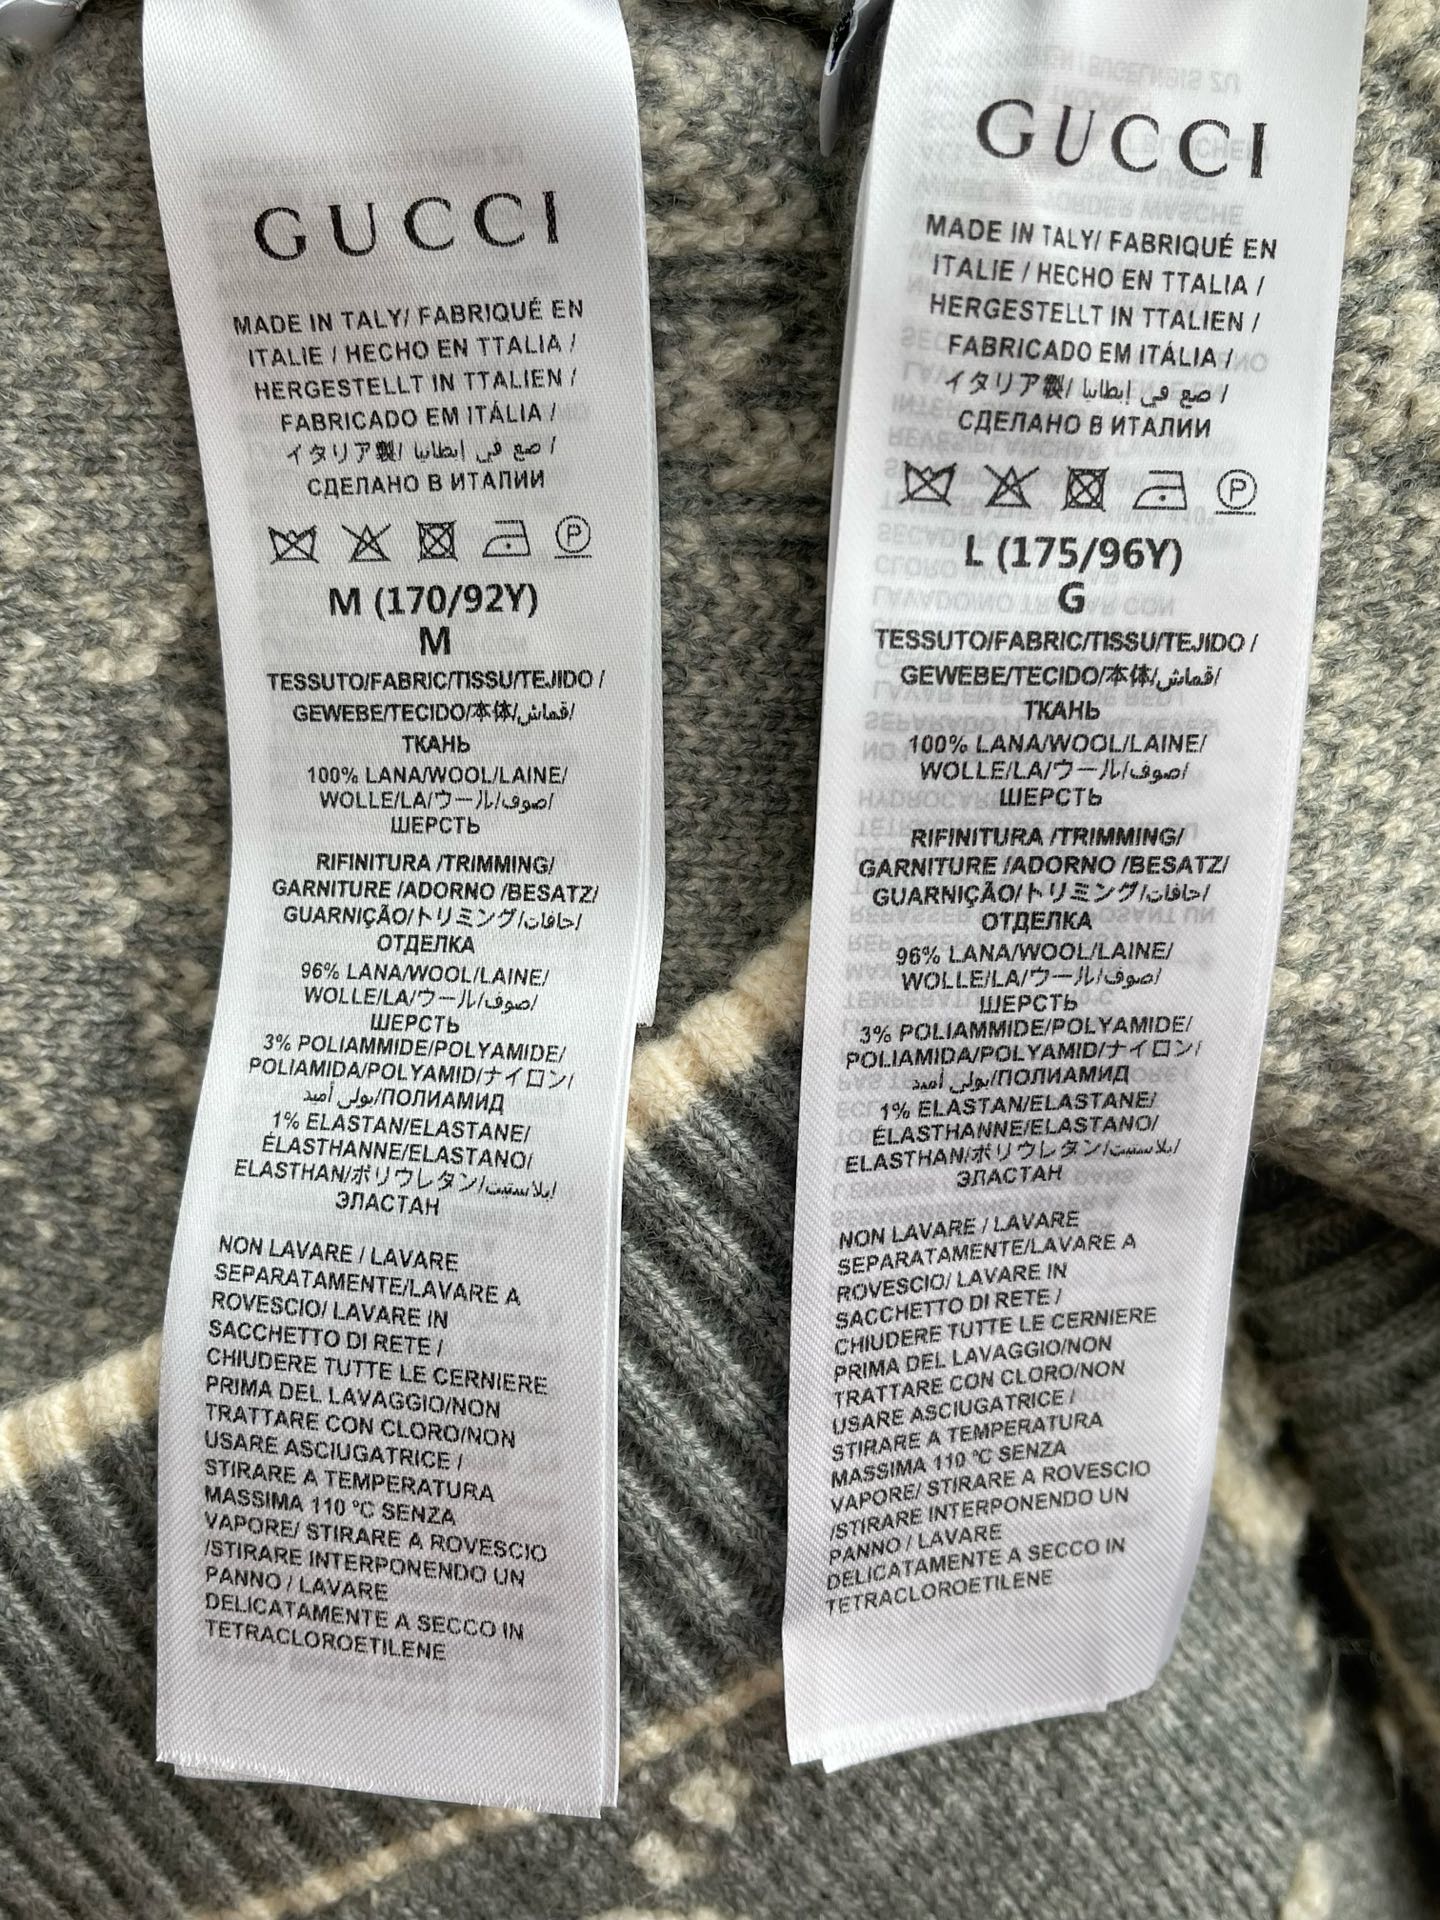 GUCCI
MADE IN TALY/ FABRIQUÉ EN
ITALIE / HECHO EN TTALIA /
HERGESTELLT IN TTALIEN /
FABRICADO EM ITÁLIA /
イタリア製/ صع في إيطاليا /
СДЕЛАНО В ИТАЛИИ
M (170/92Y)
M
TESSUTO/FABRIC/TISSU/TEJIDO /
GEWEBE/TECIDO/本体/قماش/
ТКАНЬ
100% LANA/WOOL/LAINE/
WOLLE/LA/ウール/صوف/
ШЕРСТЬ
RIFINITURA /TRIMMING/
GARNITURE /ADORNO /BESATZ/
GUARNIÇÃO/トリミング/حافات/
ОТДЕЛКА
96% LANA/WOOL/LAINE/
WOLLE/LA/ウール/صوف/
ШЕРСТЬ
3% POLIAMMIDE/POLYAMIDE/
POLIAMIDA/POLYAMID/ナイロン/
بولي أميد/ПОЛИАМИД
1% ELASTAN/ELASTANE/
ÉLASTHANNE/ELASTANO/
ELASTHAN/ポリウレタン/إيلاستيت/
ЭЛАСТАН
NON LAVARE / LAVARE
SEPARATAMENTE/LAVARE A
ROVESCIO/ LAVARE IN
SACCHETTO DI RETE /
CHIUDERE TUTTE LE CERNIERE
PRIMA DEL LAVAGGIO/NON
TRATTARE CON CLORO/NON
USARE ASCIUGATRICE /
STIRARE A TEMPERATURA
MASSIMA 110 °C SENZA
VAPORE/ STIRARE A ROVESCIO
/STIRARE INTERPONENDO UN
PANNO / LAVARE
DELICATAMENTE A SECCO IN
TETRACLOROETILENE
GUCCI
MADE IN TALY/ FABRIQUÉ EN
ITALIE / HECHO EN TTALIA /
HERGESTELLT IN TTALIEN /
FABRICADO EM ITÁLIA /
イタリア製/ صع في إيطاليا /
СДЕЛАНО В ИТАЛИИ
L (175/96Y)
G
TESSUTO/FABRIC/TISSU/TEJIDO /
GEWEBE/TECIDO/本体/قماش/
ТКАНЬ
100% LANA/WOOL/LAINE/
WOLLE/LA/ウール/صوف/
ШЕРСТЬ
RIFINITURA /TRIMMING/
GARNITURE /ADORNO /BESATZ/
GUARNIÇÃO/トリミング/حافات/
ОТДЕЛКА
96% LANA/WOOL/LAINE/
WOLLE/LA/ウール/صوف/
ШЕРСТЬ
3% POLIAMMIDE/POLYAMIDE/
POLIAMIDA/POLYAMID/ナイロン/
بولي أميد/ПОЛИАМИД
1% ELASTAN/ELASTANE/
ÉLASTHANNE/ELASTANO/
ELASTHAN/ポリウレタン/إيلاستيت/
ЭЛАСТАН
NON LAVARE / LAVARE
SEPARATAMENTE/LAVARE A
ROVESCIO/ LAVARE IN
SACCHETTO DI RETE /
CHIUDERE TUTTE LE CERNIERE
PRIMA DEL LAVAGGIO/NON
TRATTARE CON CLORO/NON
USARE ASCIUGATRICE /
STIRARE A TEMPERATURA
MASSIMA 110 °C SENZA
VAPORE/ STIRARE A ROVESCIO
/STIRARE INTERPONENDO UN
PANNO / LAVARE
DELICATAMENTE A SECCO IN
TETRACLOROETILENE